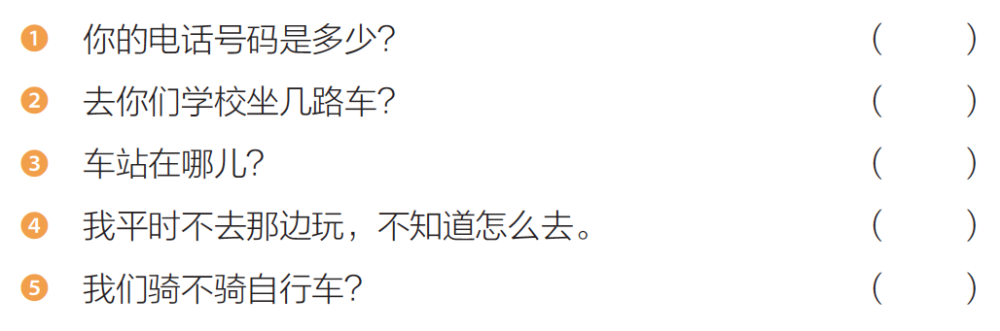 1 你的电话号码是多少？ （ ）
2 去你们学校坐几路车？ （ ）
3 车站在哪儿？ （ ）
4 我平时不去那边玩，不知道怎么去。 （ ）
5 我们骑不骑自行车？ （ ）